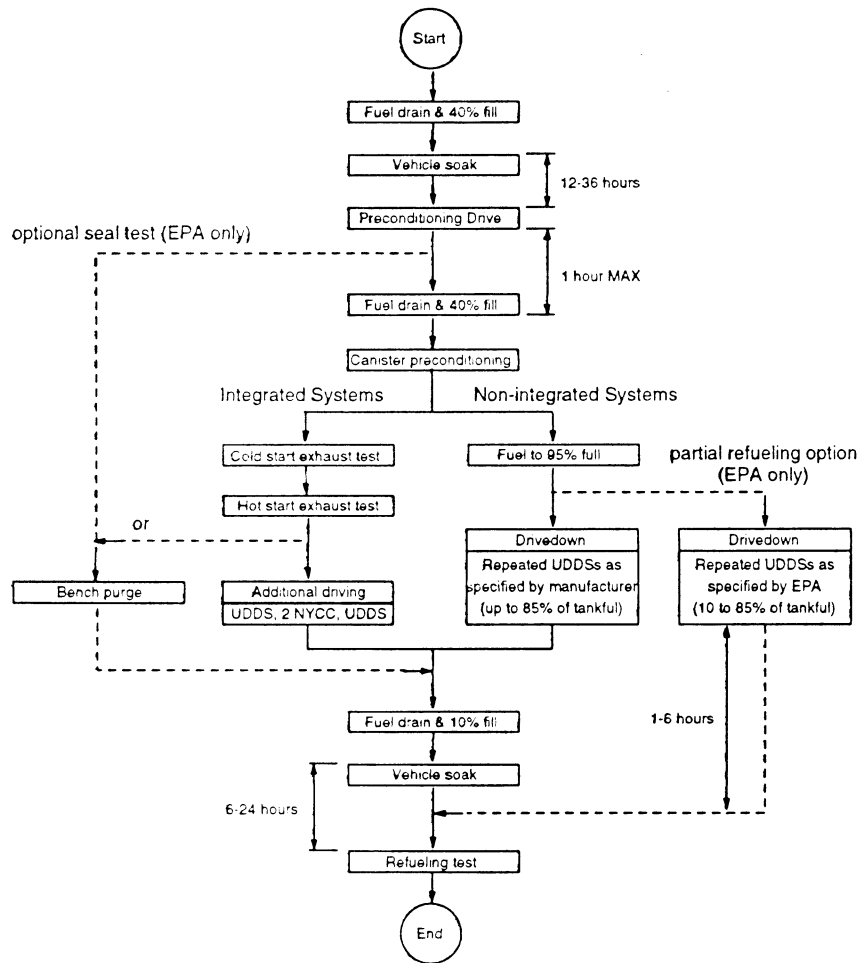 Start
Fuel drain & 40% fill
Vehicle soak
12-36 hours
Preconditioning Drive
optional seal test (EPA only)
1 hour MAX
Fuel drain & 40% fill
Canister preconditioning
Integrated Systems
Non-integrated Systems
Cold start exhaust test
Fuel to 95% full
partial refueling option
(EPA only)
Hot start exhaust test
or
Drivedown
Repeated UDDSs as
specified by manufacturer
(up to 85% of tankful)
Drivedown
Repeated UDDSs as
specified by EPA
(10 to 85% of tankful)
Bench purge
Additional driving
UDDS, 2 NYCC, UDDS
Fuel drain & 10% fill
1-6 hours
Vehicle soak
6-24 hours
Refueling test
End